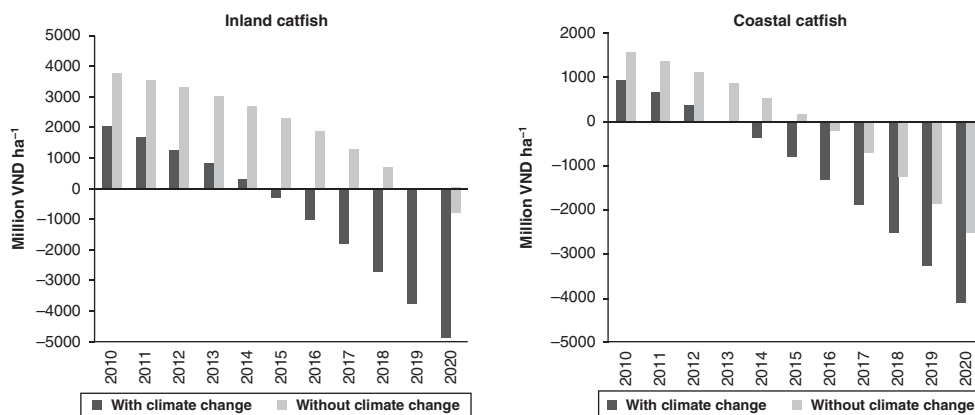 Inland catfish
5000
4000
3000
2000
1000
0
–1000
–2000
–3000
–4000
–5000
Million VND ha⁻¹
2010 2011 2012 2013 2014 2015 2016 2017 2018 2019 2020
With climate change Without climate change
Coastal catfish
2000
1000
0
–1000
–2000
–3000
–4000
–5000
Million VND ha⁻¹
2010 2011 2012 2013 2014 2015 2016 2017 2018 2019 2020
With climate change Without climate change